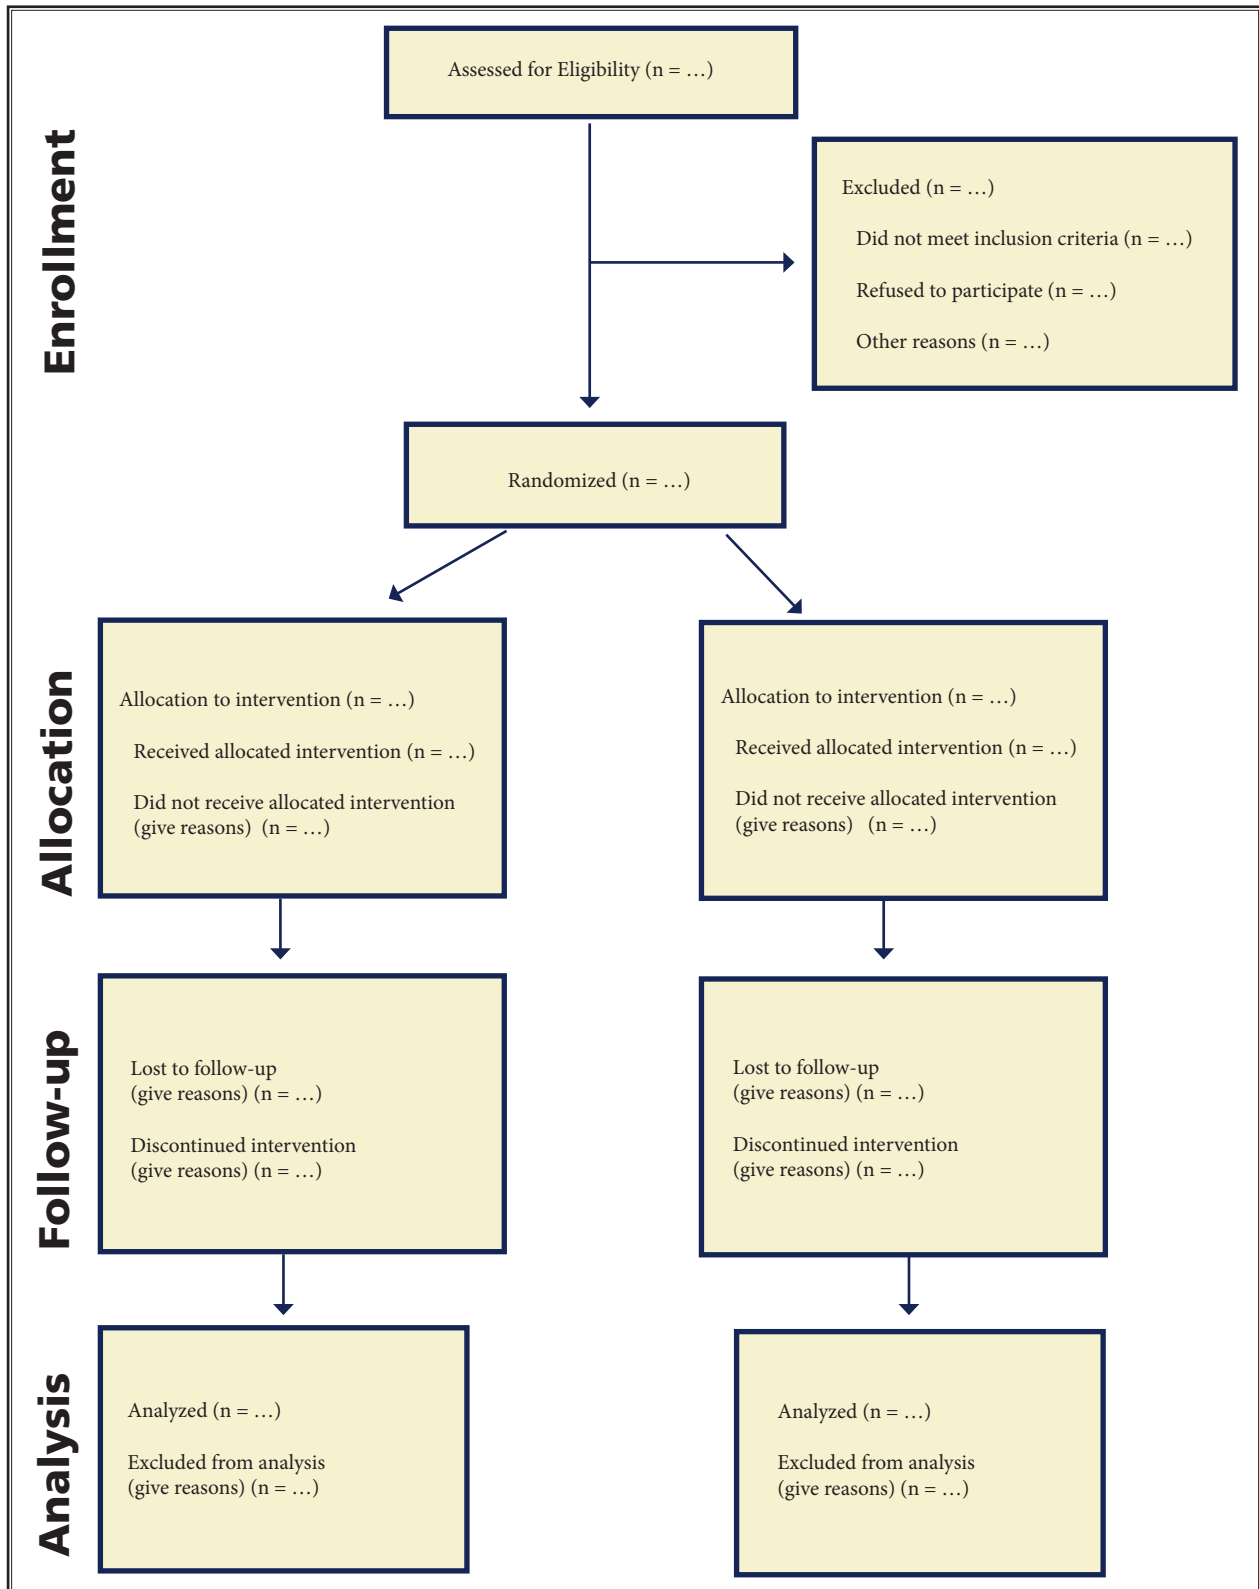 Enrollment
Assessed for Eligibility (n = …)
Excluded (n = …)
Did not meet inclusion criteria (n = …)
Refused to participate (n = …)
Other reasons (n = …)
Randomized (n = …)
Allocation
Allocation to intervention (n = …)
Received allocated intervention (n = …)
Did not receive allocated intervention
(give reasons) (n = …)
Allocation to intervention (n = …)
Received allocated intervention (n = …)
Did not receive allocated intervention
(give reasons) (n = …)
Follow-up
Lost to follow-up
(give reasons) (n = …)
Discontinued intervention
(give reasons) (n = …)
Lost to follow-up
(give reasons) (n = …)
Discontinued intervention
(give reasons) (n = …)
Analysis
Analyzed (n = …)
Excluded from analysis
(give reasons) (n = …)
Analyzed (n = …)
Excluded from analysis
(give reasons) (n = …)